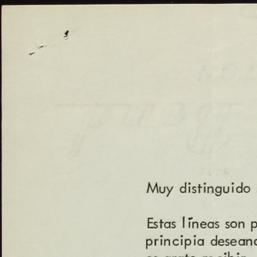 Muy distinguido
Estas líneas son p
principia deseand